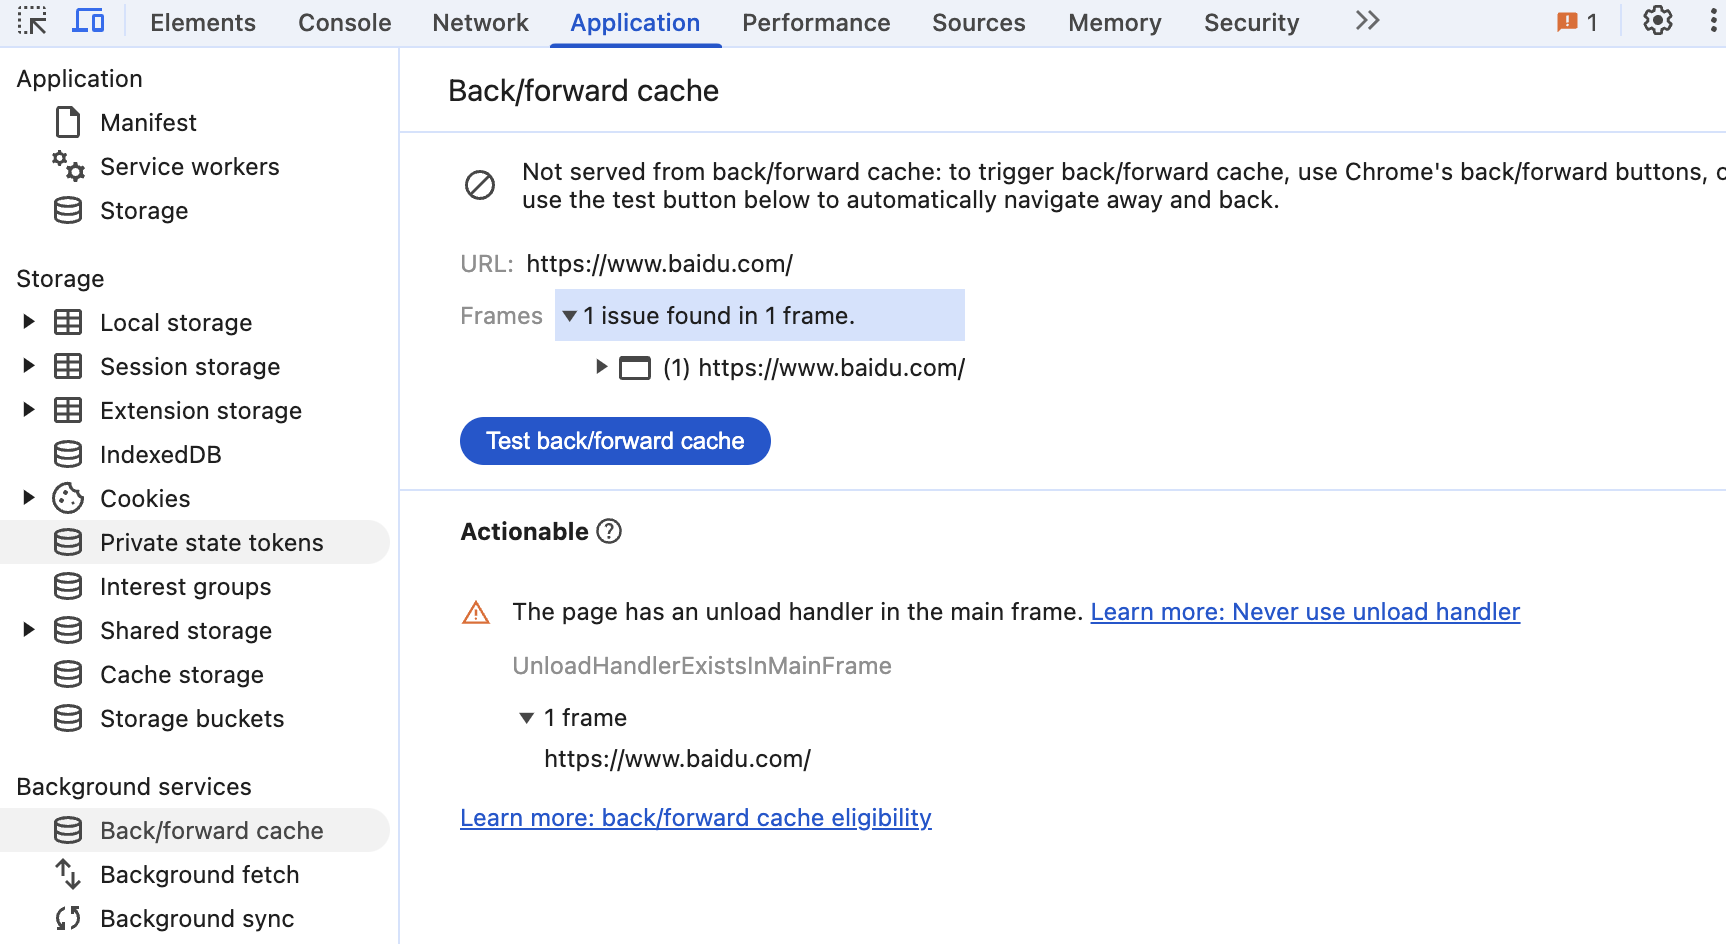 Elements Console Network Application Performance Sources Memory Security 1
Application
Manifest
Service workers
Storage
Storage
Local storage
Session storage
Extension storage
IndexedDB
Cookies
Private state tokens
Interest groups
Shared storage
Cache storage
Storage buckets
Background services
Back/forward cache
Background fetch
Background sync
Back/forward cache
Not served from back/forward cache: to trigger back/forward cache, use Chrome's back/forward buttons,
use the test button below to automatically navigate away and back.
URL: https://www.baidu.com/
Frames 1 issue found in 1 frame.
(1) https://www.baidu.com/
Test back/forward cache
Actionable ?
The page has an unload handler in the main frame. Learn more: Never use unload handler
UnloadHandlerExistsInMainFrame
1 frame
https://www.baidu.com/
Learn more: back/forward cache eligibility